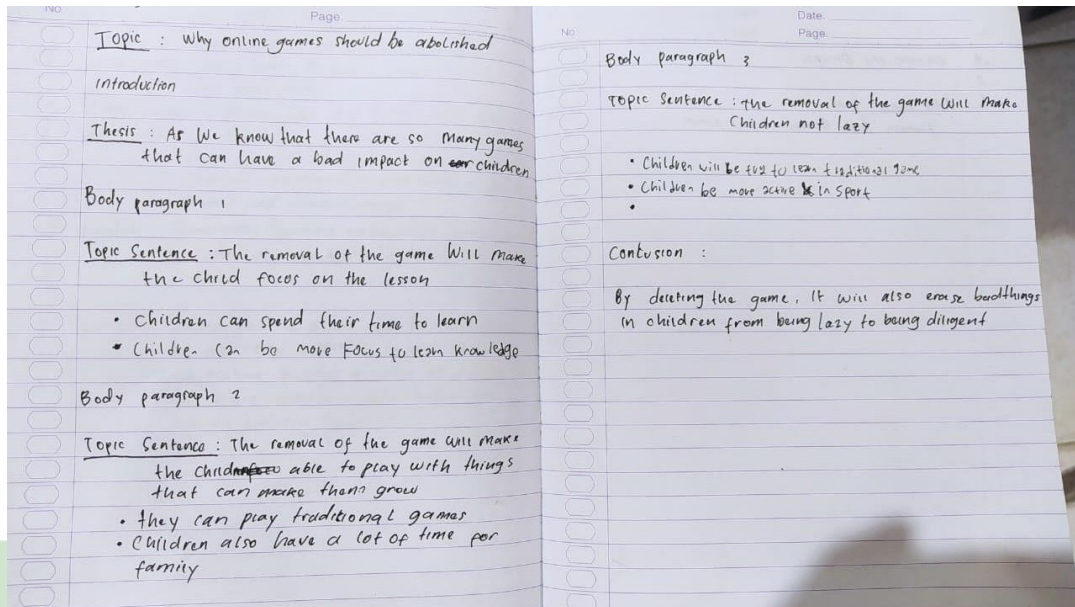 No
Page
Topic : Why online games should be abolished
introduction
Thesis : As We know that there are so many games
that can have a bad impact on children
Body paragraph 1
Topic Sentence : The removal of the game Will make
the child focos on the lesson
• Children can spend their time to learn
• Children can be more Focus to learn knowledge
Body paragraph 2
Topic Sentence : The removal of the game will make
the child able to play with things
that can make them grow
• they can play traditional games
• Children also have a lot of time for
family
Date.
No
Page.
Body paragraph 3
Topic Sentence : The removal of the game will make
Children not lazy
• Children will be to learn traditional game
• Children be more active in Sport
•
:
By deleting the game, It will also erase badthings
in children from being lazy to being diligent